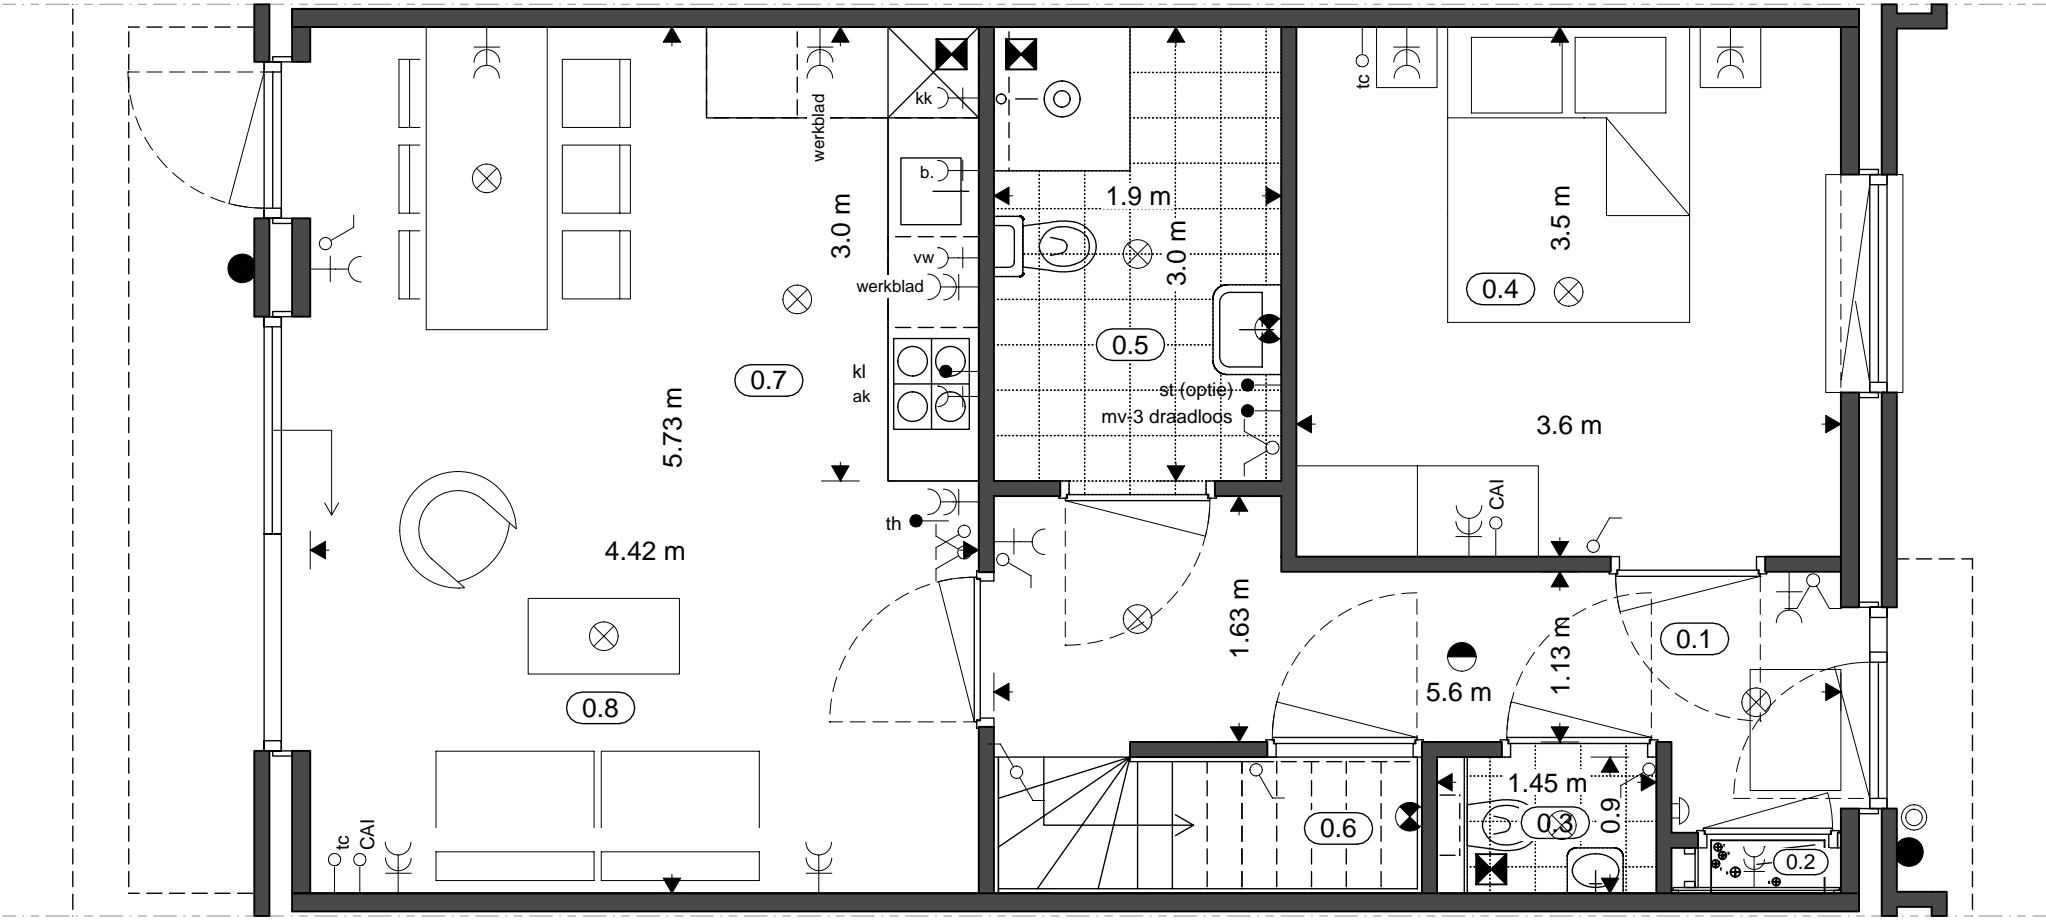 tc
kk
werkblad
b.
1.9 m
3.0 m
3.0 m
3.5 m
vw
werkblad
0.4
0.5
kl
0.7
ak
st (optie)
mv-3 draadloos
5.73 m
3.6 m
CAI
th
4.42 m
1.63 m
1.13 m
0.1
5.6 m
0.8
1.45 m
0.9
0.3
0.6
tc
CAI
0.2